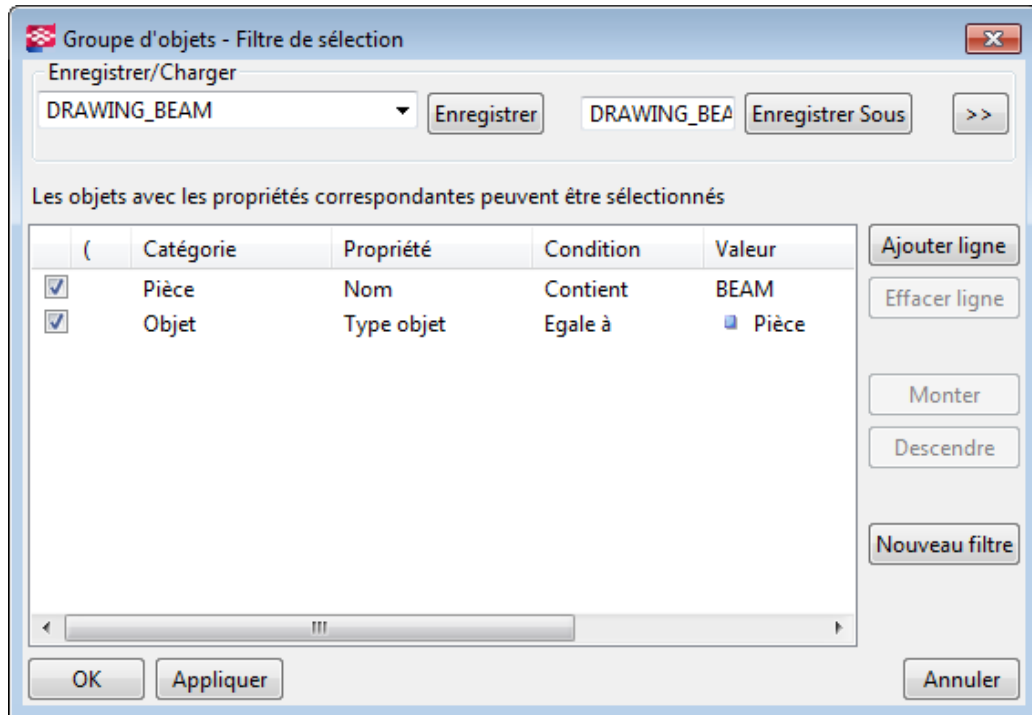 Groupe d'objets - Filtre de sélection
Enregistrer/Charger
DRAWING_BEAM Enregistrer DRAWING_BEA Enregistrer Sous >>
Les objets avec les propriétés correspondantes peuvent être sélectionnés
( Catégorie Propriété Condition Valeur Ajouter ligne
Pièce Nom Contient BEAM Effacer ligne
Objet Type objet Egale à Pièce
Monter
Descendre
Nouveau filtre
OK Appliquer Annuler